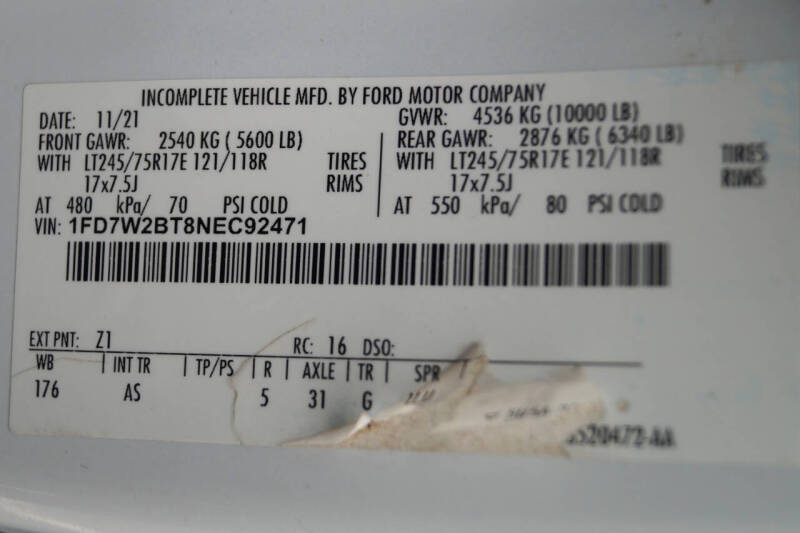 INCOMPLETE VEHICLE MFD. BY FORD MOTOR COMPANY
DATE: 11/21 GVWR: 4536 KG (10000 LB)
FRONT GAWR: 2540 KG ( 5600 LB) REAR GAWR: 2876 KG ( 6340 LB)
WITH LT245/75R17E 121/118R TIRES WITH LT245/75R17E 121/118R TIRES
17x7.5J RIMS 17x7.5J RIMS
AT 480 kPa/ 70 PSI COLD AT 550 kPa/ 80 PSI COLD
VIN: 1FD7W2BT8NEC92471
EXT PNT: Z1 RC: 16 DSO:
WB INT TR TP/PS R AXLE TR SPR
176 AS 5 31 G